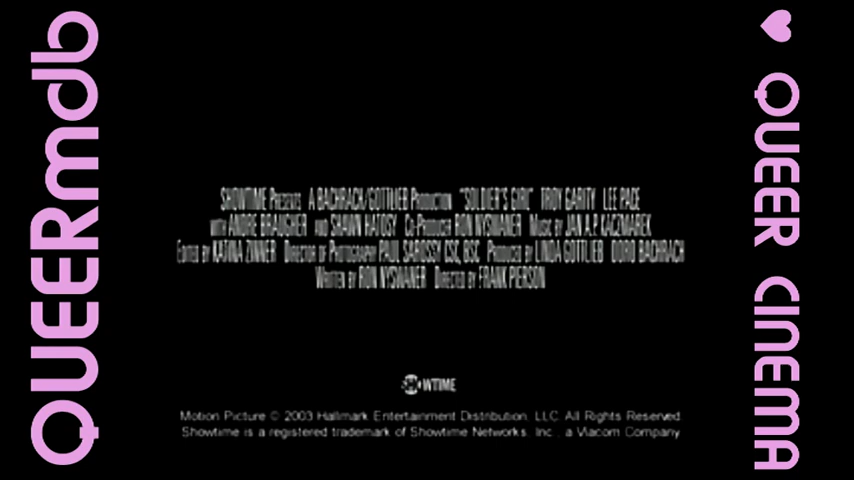 QUEERmdb
SHOWTIME PRESENTS A BACHRACH/GOTTLIEB PRODUCTION "SOLDIER'S GIRL" TROY GARITY LEE PACE
WITH ANDRE BRAUGHER AND SHAWN HATOSY CO-PRODUCER RON NYSWANER MUSIC BY JAN A.P. KACZMAREK
EDITED BY KATINA ZINNER DIRECTOR OF PHOTOGRAPHY PAUL SAROSSY CSC, BSC PRODUCED BY LINDA GOTTLIEB DORO BACHRACH
WRITTEN BY RON NYSWANER DIRECTED BY FRANK PIERSON
SHOWTIME
Motion Picture © 2003 Hallmark Entertainment Distribution, LLC. All Rights Reserved.
Showtime is a registered trademark of Showtime Networks, Inc., a Viacom Company
♥ QUEER CINEMA